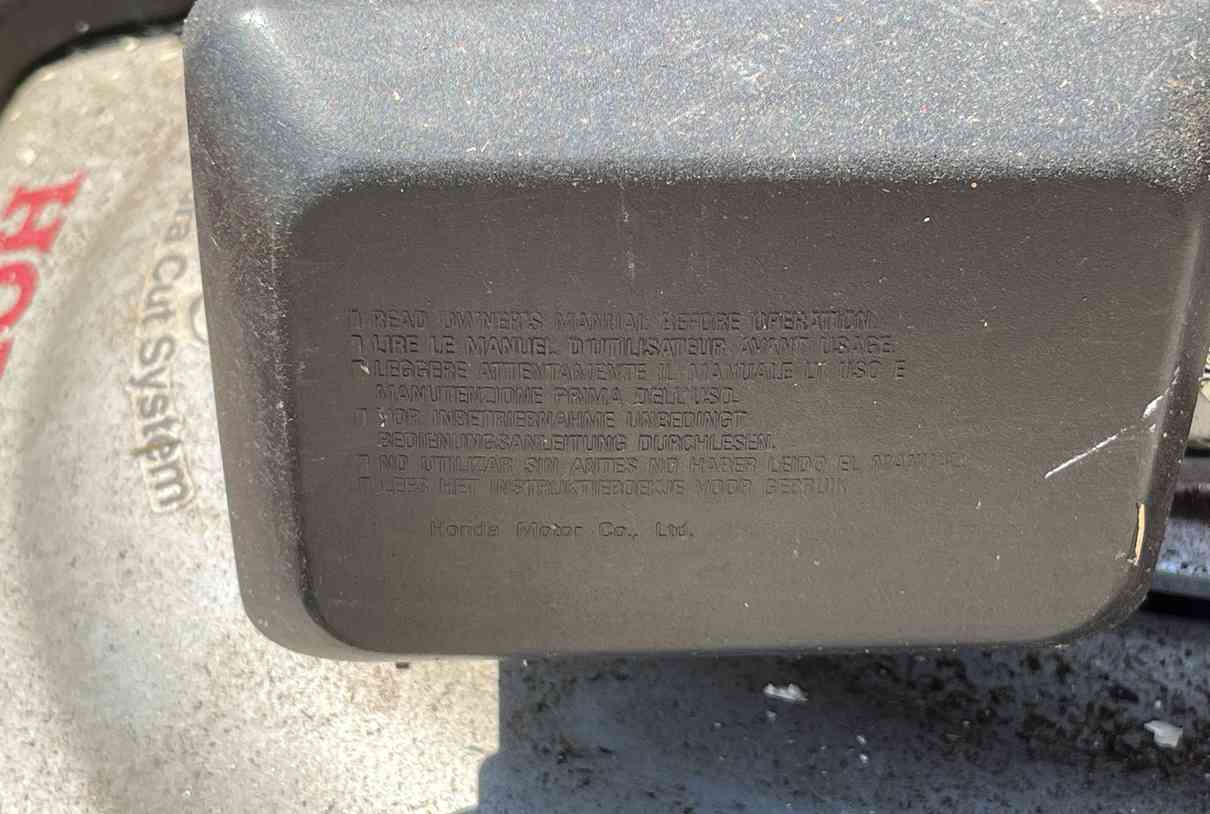 READ OWNER'S MANUAL BEFORE OPERATION.
LIRE LE MANUEL D'UTILISATEUR AVANT USAGE.
LEGGERE ATTENTAMENTE IL MANUALE DI USO E
MANUTENZIONE PRIMA DELL'USO.
VOR INBETRIEBNAHME UNBEDINGT
BEDIENUNGSANLEITUNG DURCHLESEN.
NO UTILIZAR SIN ANTES NO HABER LEIDO EL MANUAL.
LEES HET INSTRUKTIEBOEKJE VOOR GEBRUIK
Honda Motor Co., Ltd.
Cut System